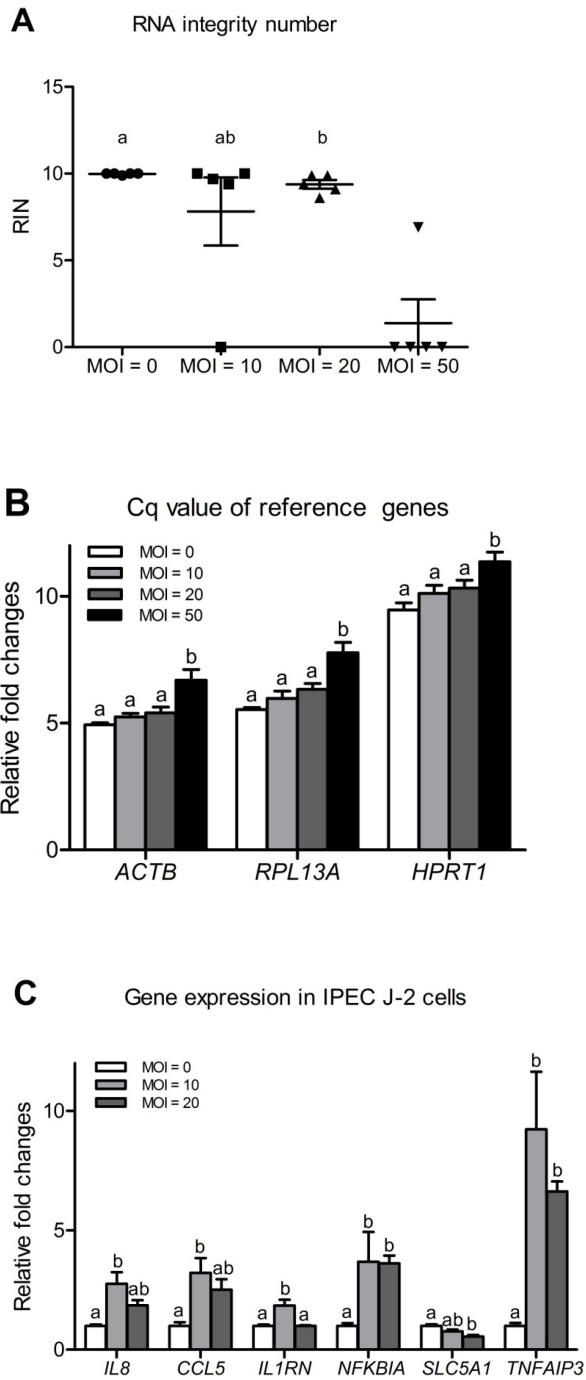 A RNA integrity number
15
a ab b
10
RIN
5
0
MOI = 0 MOI = 10 MOI = 20 MOI = 50
B Cq value of reference genes
MOI = 0
MOI = 10
MOI = 20
MOI = 50
10
5
0
Relative fold changes
a a a b
a a a b
a a a b
ACTB RPL13A HPRT1
C Gene expression in IPEC J-2 cells
MOI = 0
MOI = 10
MOI = 20
10
5
0
Relative fold changes
a b ab
a b ab
a b a
a b b
a ab b
a b b
IL8 CCL5 IL1RN NFKBIA SLC5A1 TNFAIP3